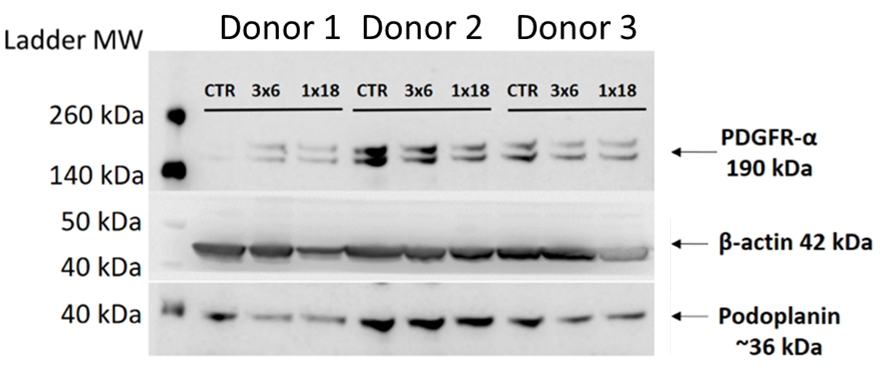 Donor 1 Donor 2 Donor 3
Ladder MW
CTR 3x6 1x18 CTR 3x6 1x18 CTR 3x6 1x18
260 kDa
PDGFR-α
190 kDa
140 kDa
50 kDa
β-actin 42 kDa
40 kDa
40 kDa
Podoplanin
~36 kDa